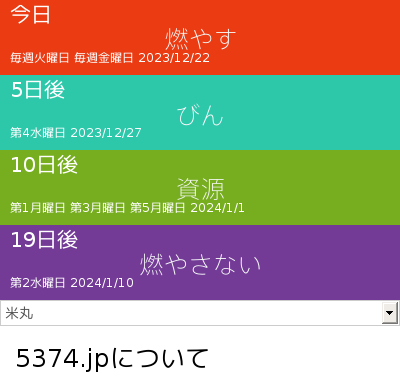 今日
燃やす
毎週火曜日 毎週金曜日 2023/12/22
5日後
びん
第4水曜日 2023/12/27
10日後
資源
第1月曜日 第3月曜日 第5月曜日 2024/1/1
19日後
燃やさない
第2水曜日 2024/1/10
米丸
5374.jpについて